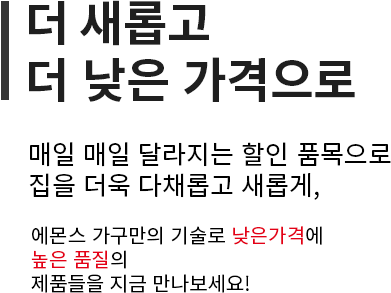 더 새롭고
더 낮은 가격으로
매일 매일 달라지는 할인 품목으로
집을 더욱 다채롭고 새롭게,
에몬스 가구만의 기술로 낮은가격에
높은 품질의
제품들을 지금 만나보세요!